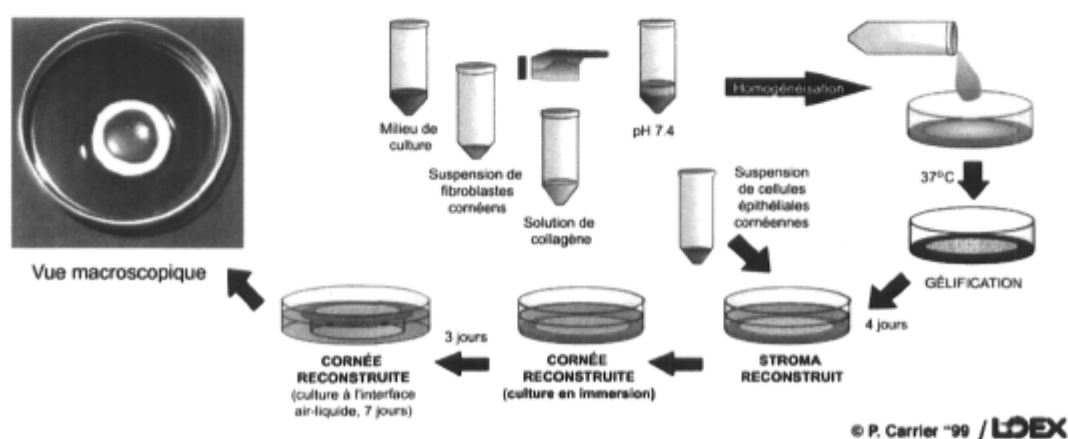 Milieu de
culture
Suspension de
fibroblastes
cornéens
Solution de
collagène
pH 7.4
Homogénéisation
37°C
GÉLIFICATION
4 jours
Suspension
de cellules
épithéliales
cornéennes
STROMA
RECONSTRUIT
CORNÉE
RECONSTRUITE
(culture en immersion)
3 jours
CORNÉE
RECONSTRUITE
(culture à l'interface
air-liquide, 7 jours)
Vue macroscopique
© P. Carrier "99 / LOEX